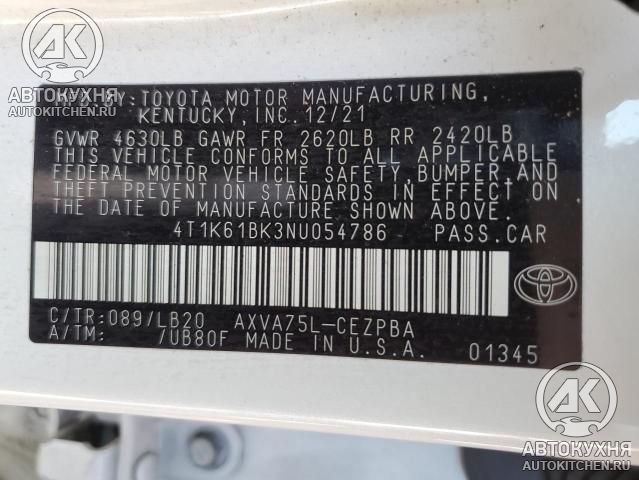 АК
АВТОКУХНЯ
AUTOKITCHEN.RU
MFD. BY: TOYOTA MOTOR MANUFACTURING,
KENTUCKY, INC. 12/21
GVWR 4630LB GAWR FR 2620LB RR 2420LB
THIS VEHICLE CONFORMS TO ALL APPLICABLE
FEDERAL MOTOR VEHICLE SAFETY, BUMPER, AND
THEFT PREVENTION STANDARDS IN EFFECT ON
THE DATE OF MANUFACTURE SHOWN ABOVE.
4T1K61BK3NU054786 PASS.CAR
C/TR: 089/LB20 AXVA75L-CEZPBA
A/TM: /UB80F MADE IN U.S.A. 01345
АК
АВТОКУХНЯ
AUTOKITCHEN.RU